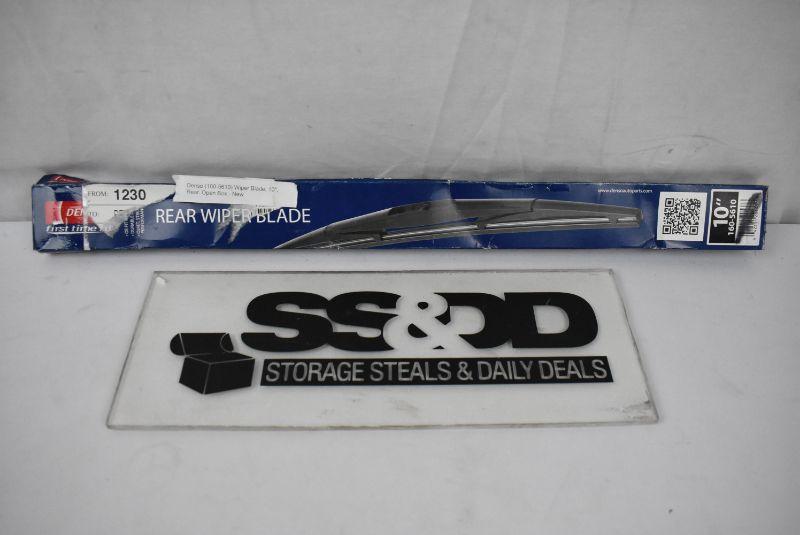 FROM: 1230
Denso (160-5610) Wiper Blade, 10",
Rear. Open Box - New
www.densoautoparts.com
DEN
first time
REAR WIPER BLADE
10"
160-5610
SS&DD
STORAGE STEALS & DAILY DEALS